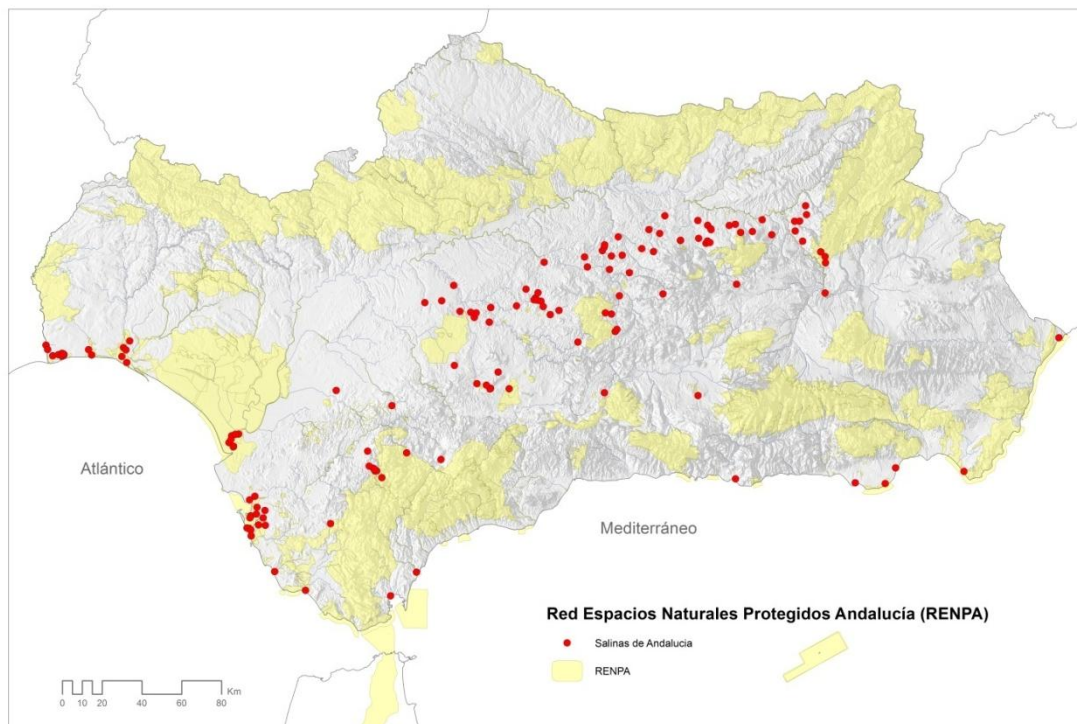 Atlántico
Mediterráneo
Red Espacios Naturales Protegidos Andalucía (RENPA)
Salinas de Andalucia
RENPA
Km
0 10 20 40 60 80